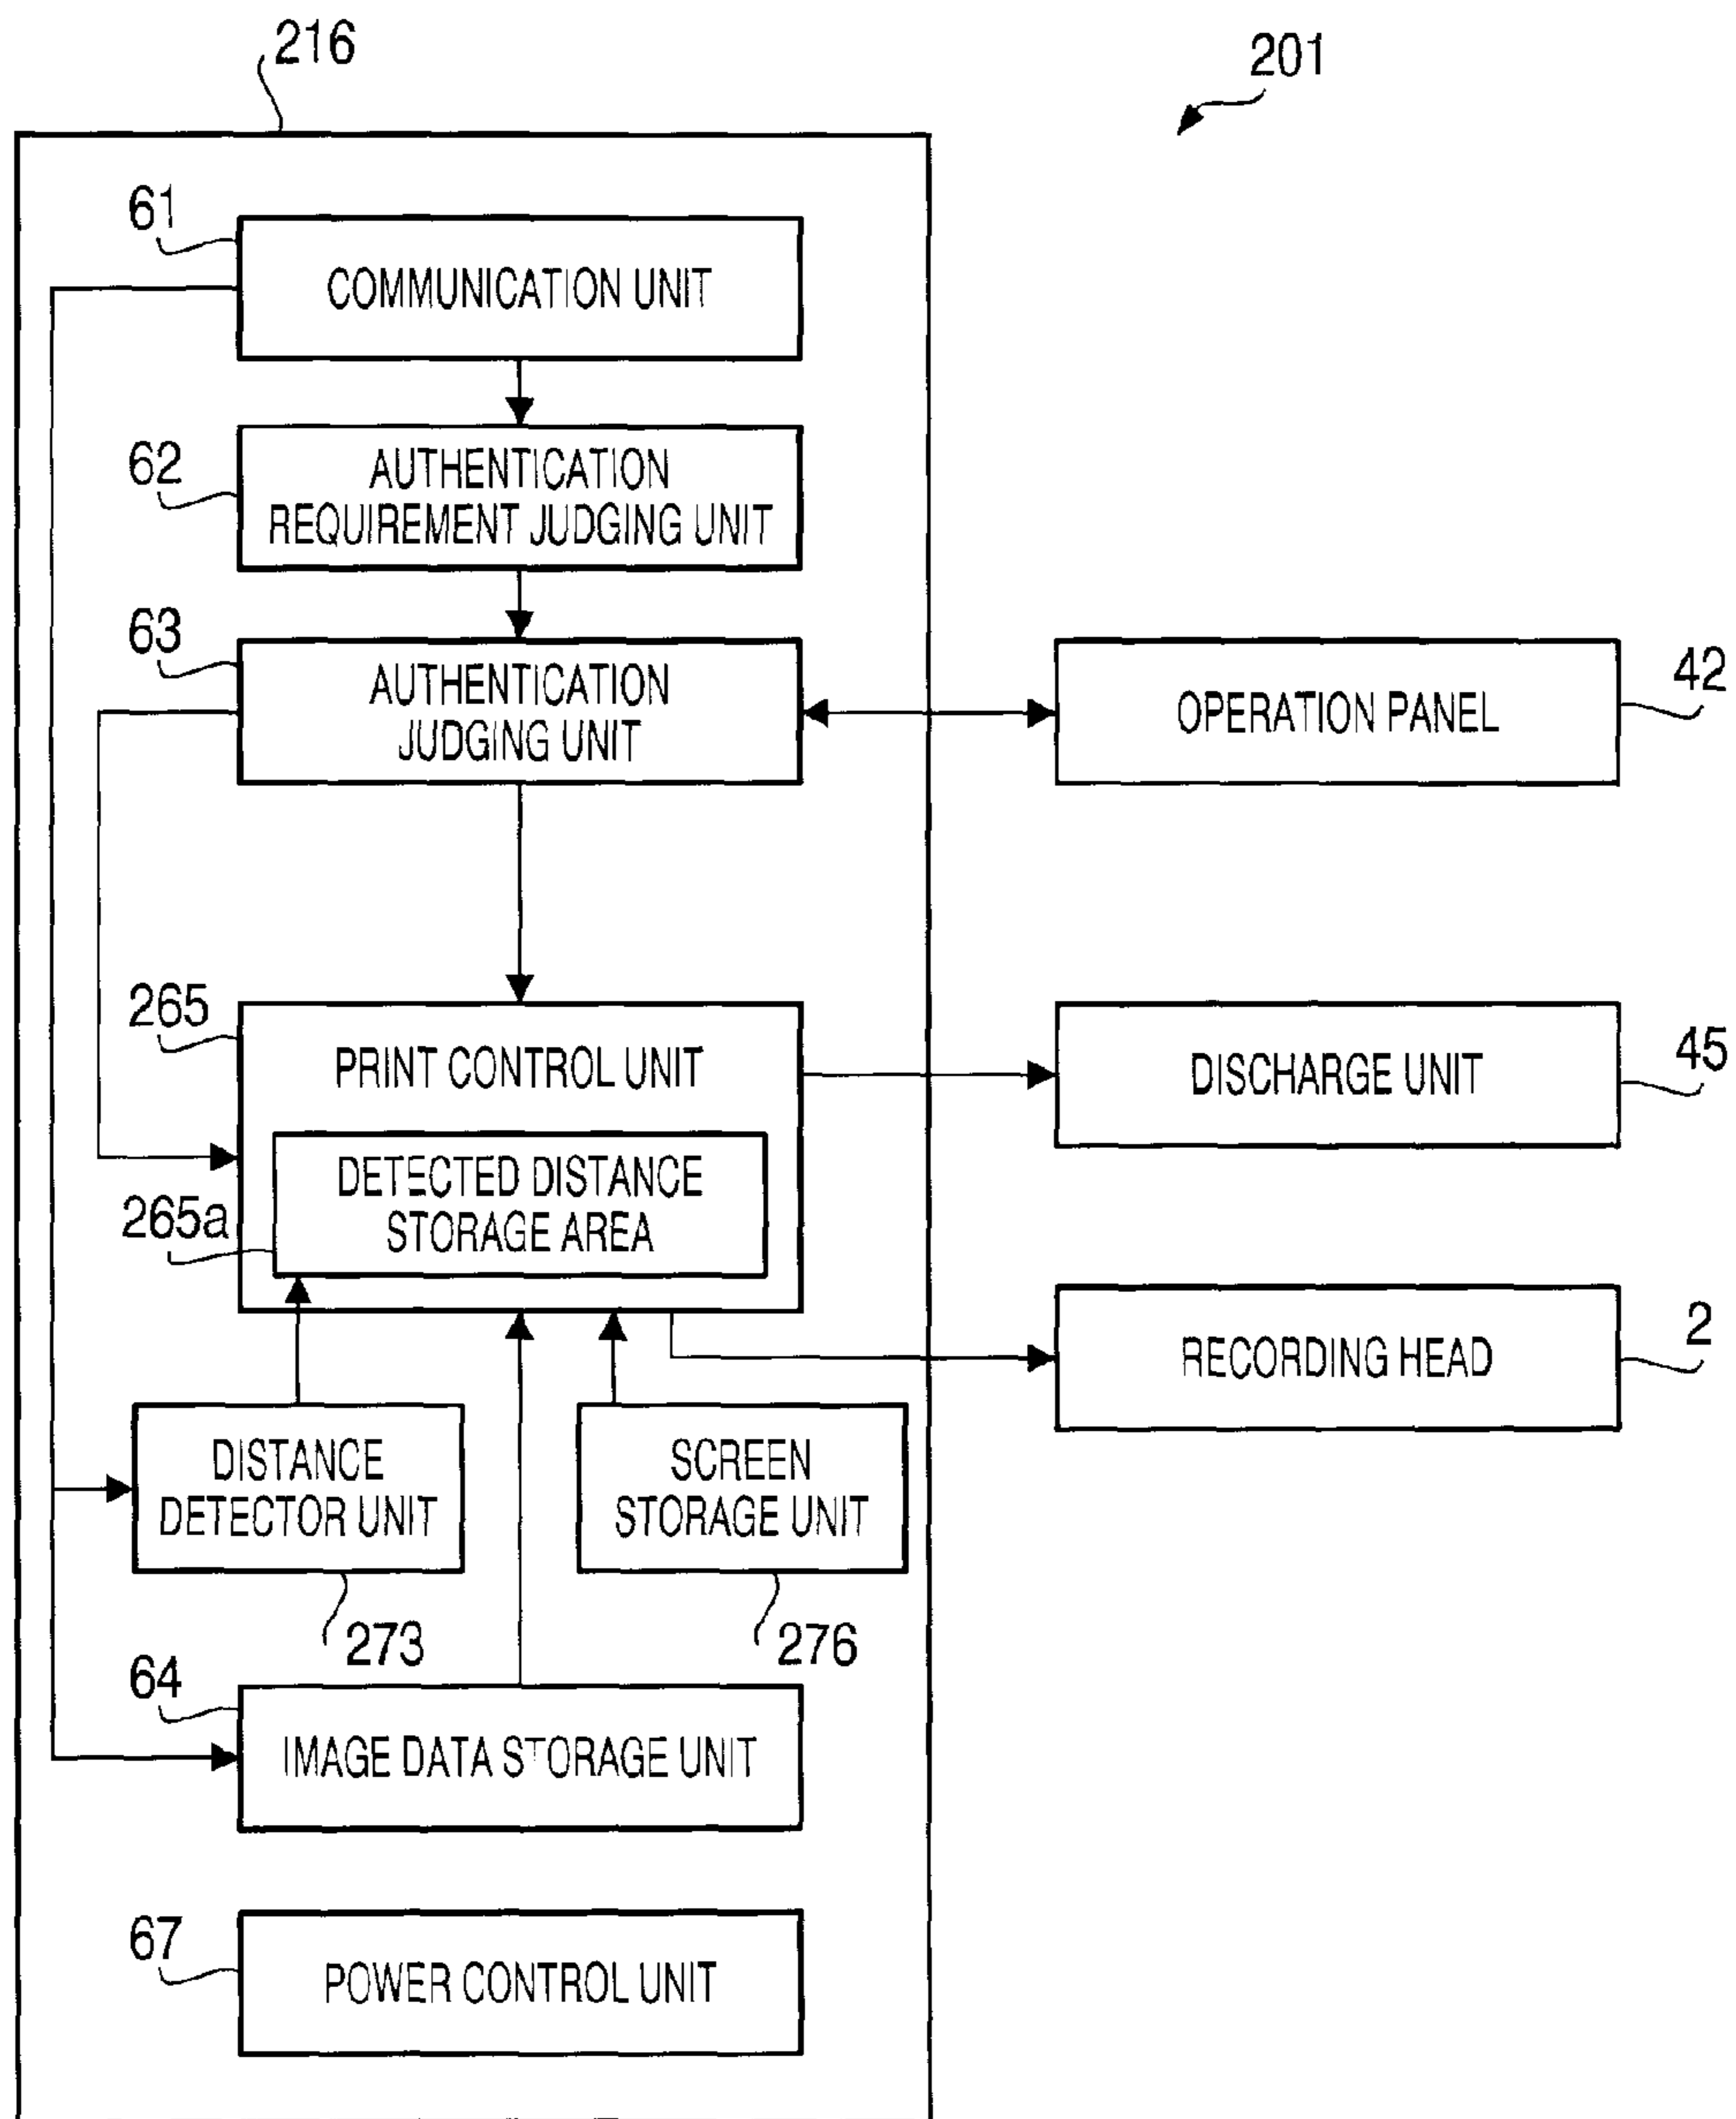 216
201
61
COMMUNICATION UNIT
62
AUTHENTICATION
REQUIREMENT JUDGING UNIT
63
AUTHENTICATION
JUDGING UNIT
OPERATION PANEL
42
265
PRINT CONTROL UNIT
DISCHARGE UNIT
45
265a
DETECTED DISTANCE
STORAGE AREA
RECORDING HEAD
2
DISTANCE
DETECTOR UNIT
SCREEN
STORAGE UNIT
273
276
64
IMAGE DATA STORAGE UNIT
67
POWER CONTROL UNIT